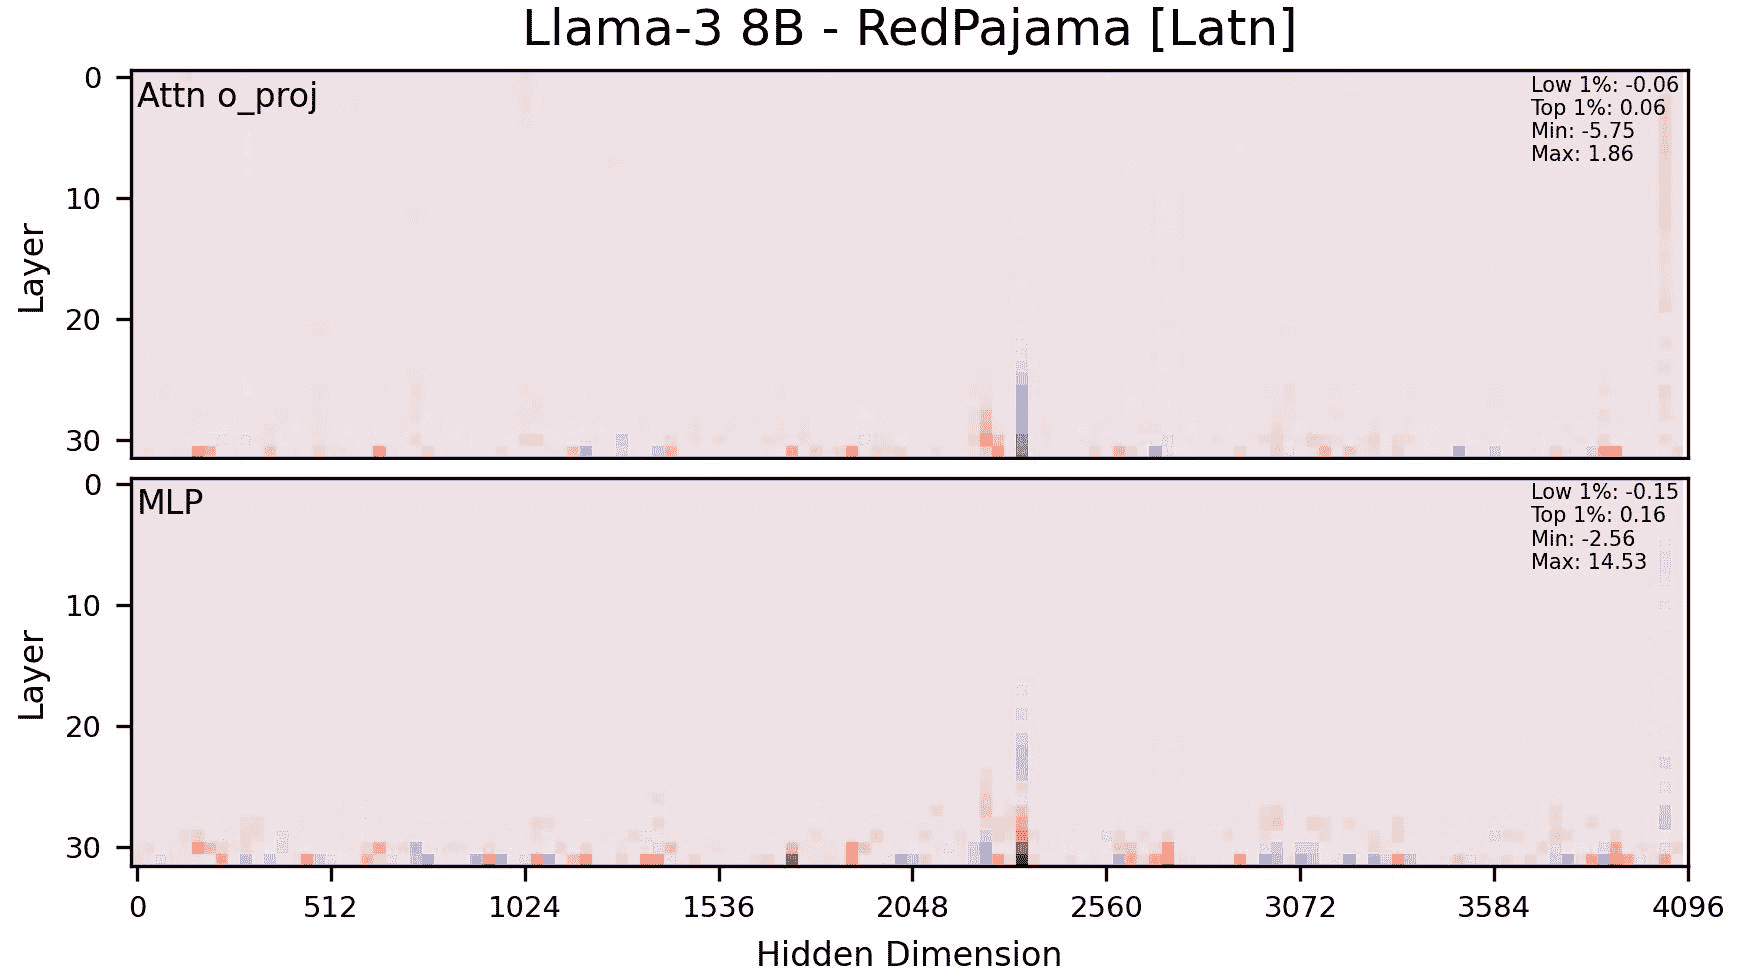 Llama-3 8B - RedPajama [Latn]
Attn o_proj
Low 1%: -0.06
Top 1%: 0.06
Min: -5.75
Max: 1.86
0
10
20
30
Layer
MLP
Low 1%: -0.15
Top 1%: 0.16
Min: -2.56
Max: 14.53
0
10
20
30
Layer
0 512 1024 1536 2048 2560 3072 3584 4096
Hidden Dimension